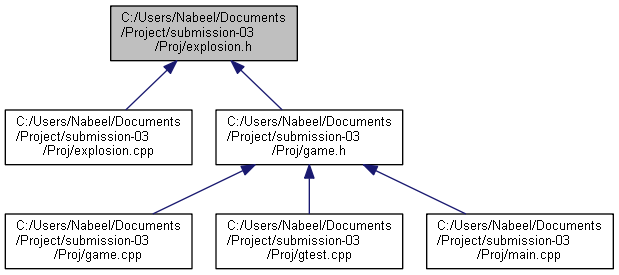 C:/Users/Nabeel/Documents
/Project/submission-03
/Proj/explosion.h
C:/Users/Nabeel/Documents
/Project/submission-03
/Proj/explosion.cpp
C:/Users/Nabeel/Documents
/Project/submission-03
/Proj/game.h
C:/Users/Nabeel/Documents
/Project/submission-03
/Proj/game.cpp
C:/Users/Nabeel/Documents
/Project/submission-03
/Proj/gtest.cpp
C:/Users/Nabeel/Documents
/Project/submission-03
/Proj/main.cpp